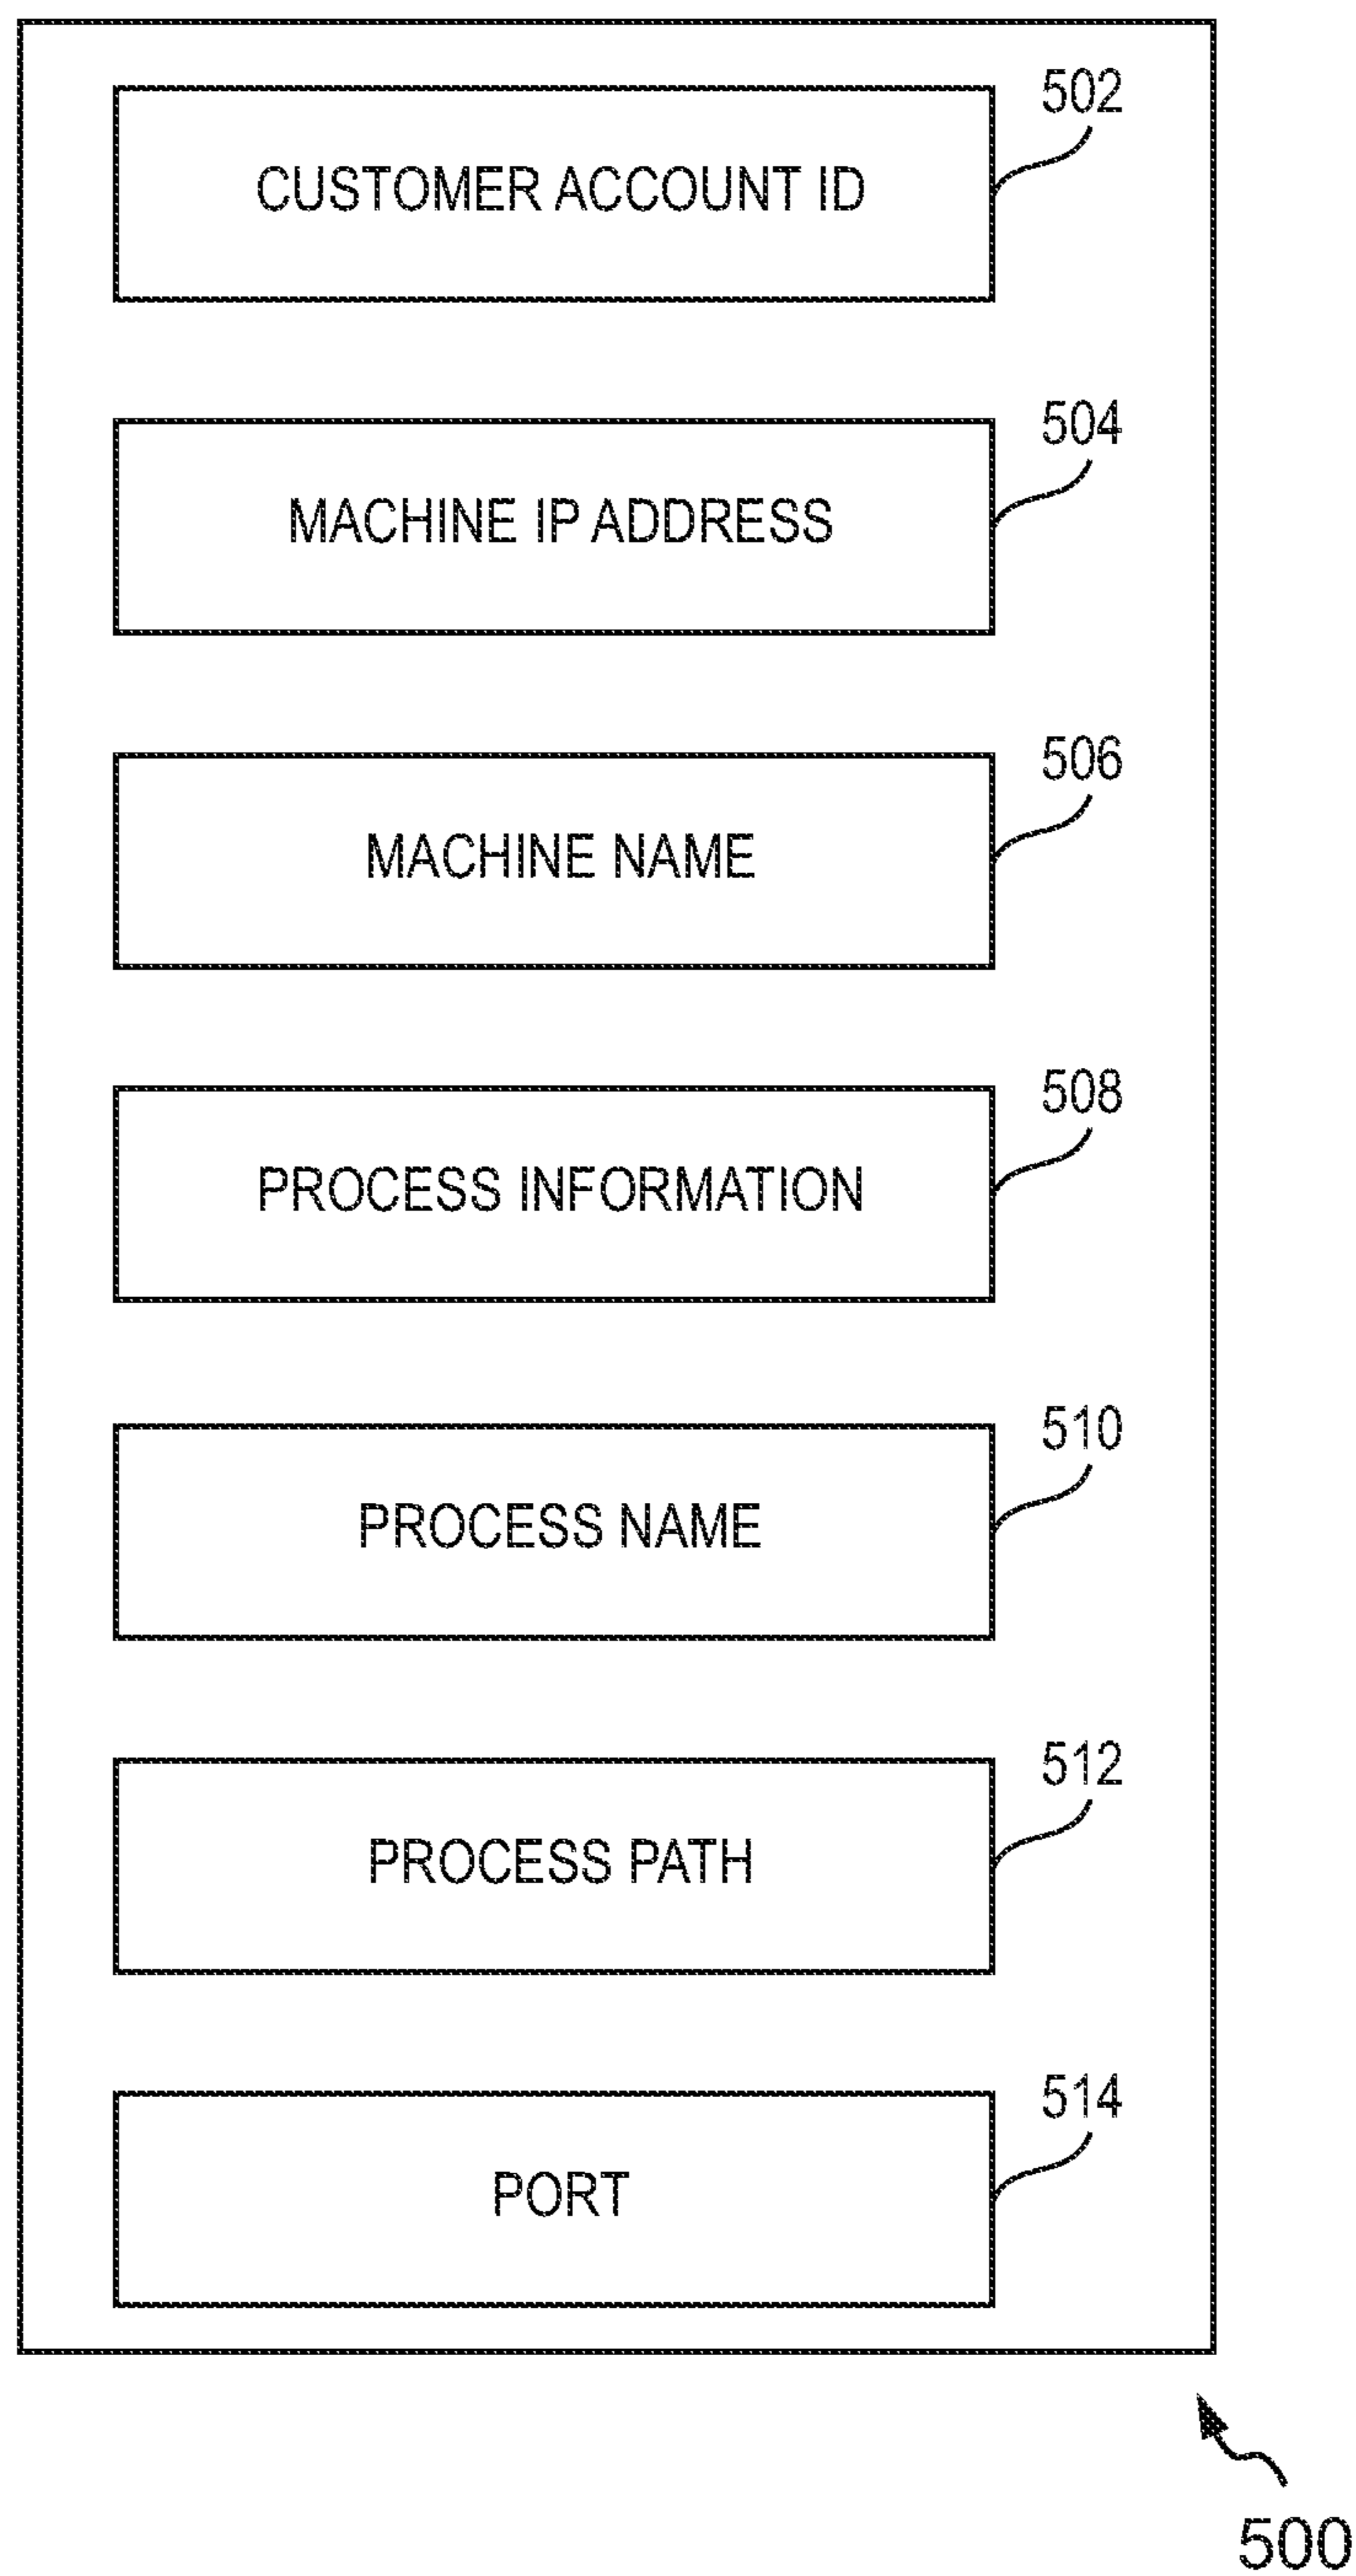 502
CUSTOMER ACCOUNT ID
504
MACHINE IP ADDRESS
506
MACHINE NAME
508
PROCESS INFORMATION
510
PROCESS NAME
512
PROCESS PATH
514
PORT
500